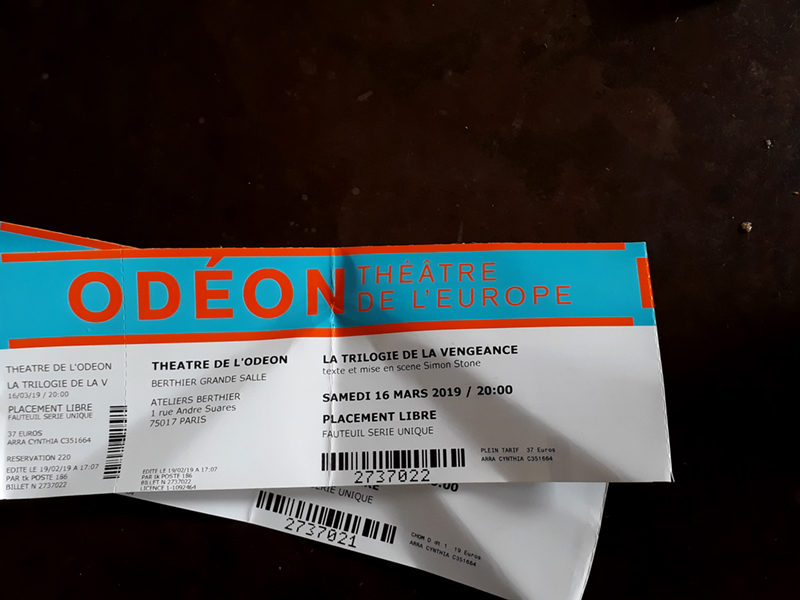 ODÉON THÉÂTRE
DE L'EUROPE
THEATRE DE L'ODEON
LA TRILOGIE DE LA V
16/03/19 / 20:00
PLACEMENT LIBRE
FAUTEUIL SERIE UNIQUE
37 EUROS
ARRA CYNTHIA C351664
RESERVATION 220
EDITE LE 19/02/19 A 17:07
PAR tk POSTE 186
BILLET N 2737022
THEATRE DE L'ODEON
BERTHIER GRANDE SALLE
ATELIERS BERTHIER
1 rue Andre Suares
75017 PARIS
EDITE LE 19/02/19 A 17:07
PAR tk POSTE 186
BILLET N 2737022
LICENCE 1-1092464
LA TRILOGIE DE LA VENGEANCE
texte et mise en scene Simon Stone
SAMEDI 16 MARS 2019 / 20:00
PLACEMENT LIBRE
FAUTEUIL SERIE UNIQUE
2737022
PLEIN TARIF 37 Euros
ARRA CYNTHIA C351664
SERIE UNIQUE
2737021
19 Euros
ARRA CYNTHIA C351664